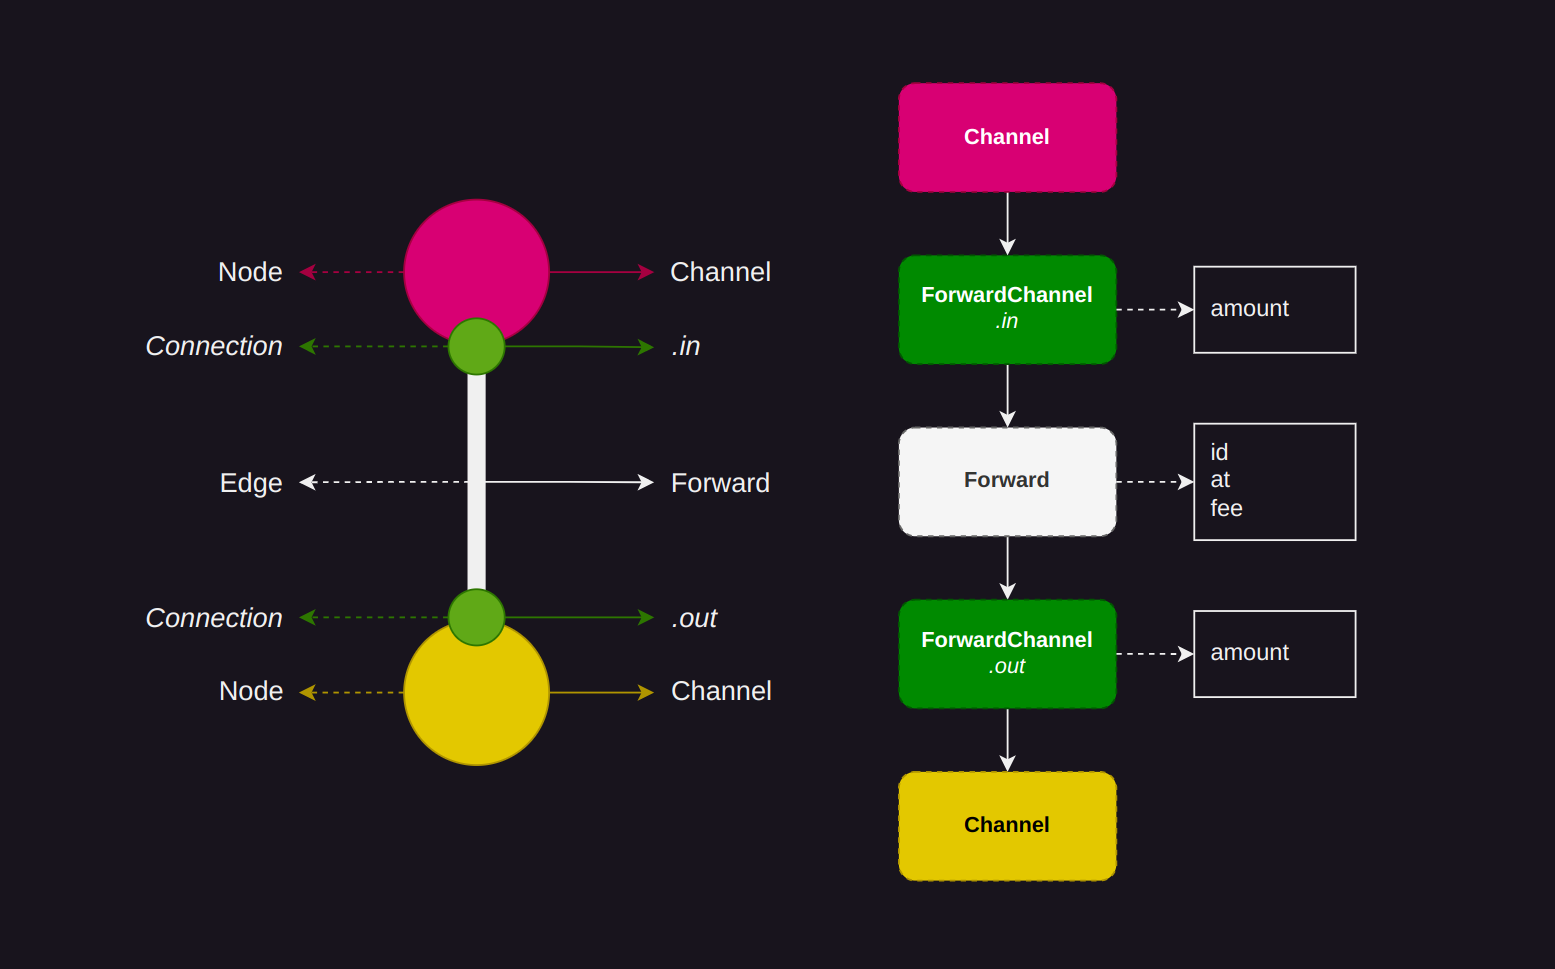 Node
Channel
Connection
.in
Edge
Forward
Connection
.out
Node
Channel
Channel
ForwardChannel
.in
amount
Forward
id
at
fee
ForwardChannel
.out
amount
Channel